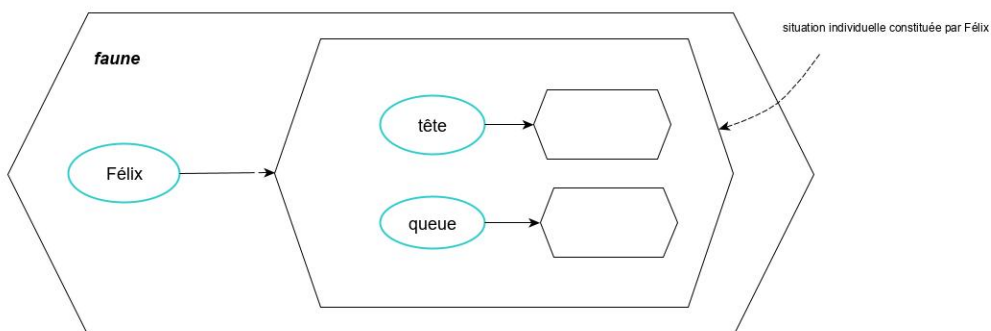 situation individuelle constituée par Félix
faune
tête
Félix
queue